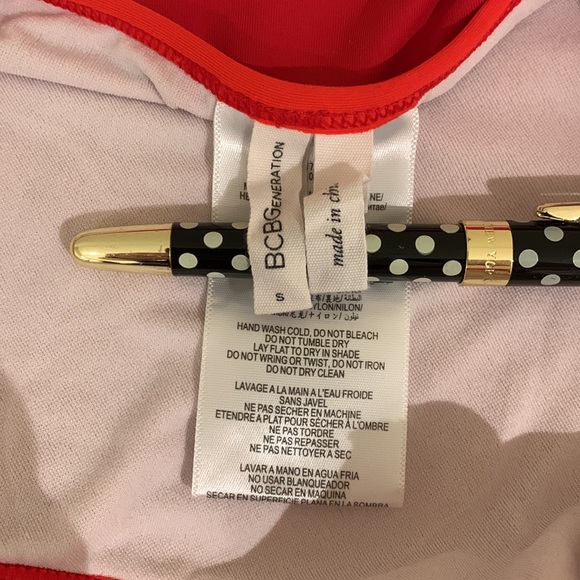 BCBGENERATION
S
made in
NE/
YLON/NILON/
HAND WASH COLD, DO NOT BLEACH
DO NOT TUMBLE DRY
LAY FLAT TO DRY IN SHADE
DO NOT WRING OR TWIST, DO NOT IRON
DO NOT DRY CLEAN
LAVAGE A LA MAIN A L'EAU FROIDE
SANS JAVEL
NE PAS SECHER EN MACHINE
ETENDRE A PLAT POUR SÉCHER À L'OMBRE
NE PAS TORDRE
NE PAS REPASSER
NE PAS NETTOYER A SEC
LAVAR A MANO EN AGUA FRIA
NO USAR BLANQUEADOR
NO SECAR EN MAQUINA
SECAR EN SUPERFICIE PLANA EN LA SOMBRA